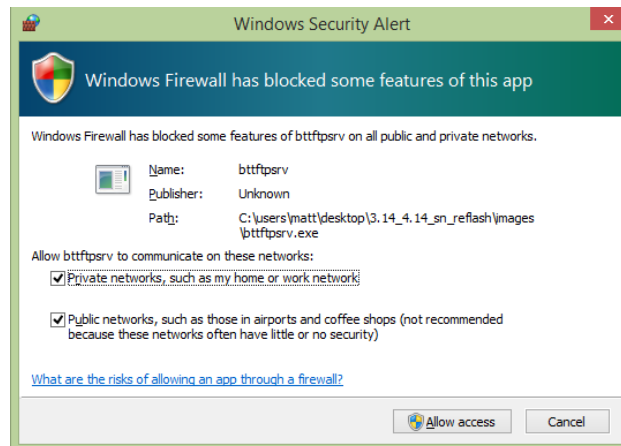 Windows Security Alert
Windows Firewall has blocked some features of this app
Windows Firewall has blocked some features of bttftpsrv on all public and private networks.
Name: bttftpsrv
Publisher: Unknown
Path: C:\users\matt\desktop\3.14_4.14_sn_reflash\images
\bttftpsrv.exe
Allow bttftpsrv to communicate on these networks:
Private networks, such as my home or work network
Public networks, such as those in airports and coffee shops (not recommended
because these networks often have little or no security)
What are the risks of allowing an app through a firewall?
Allow access Cancel